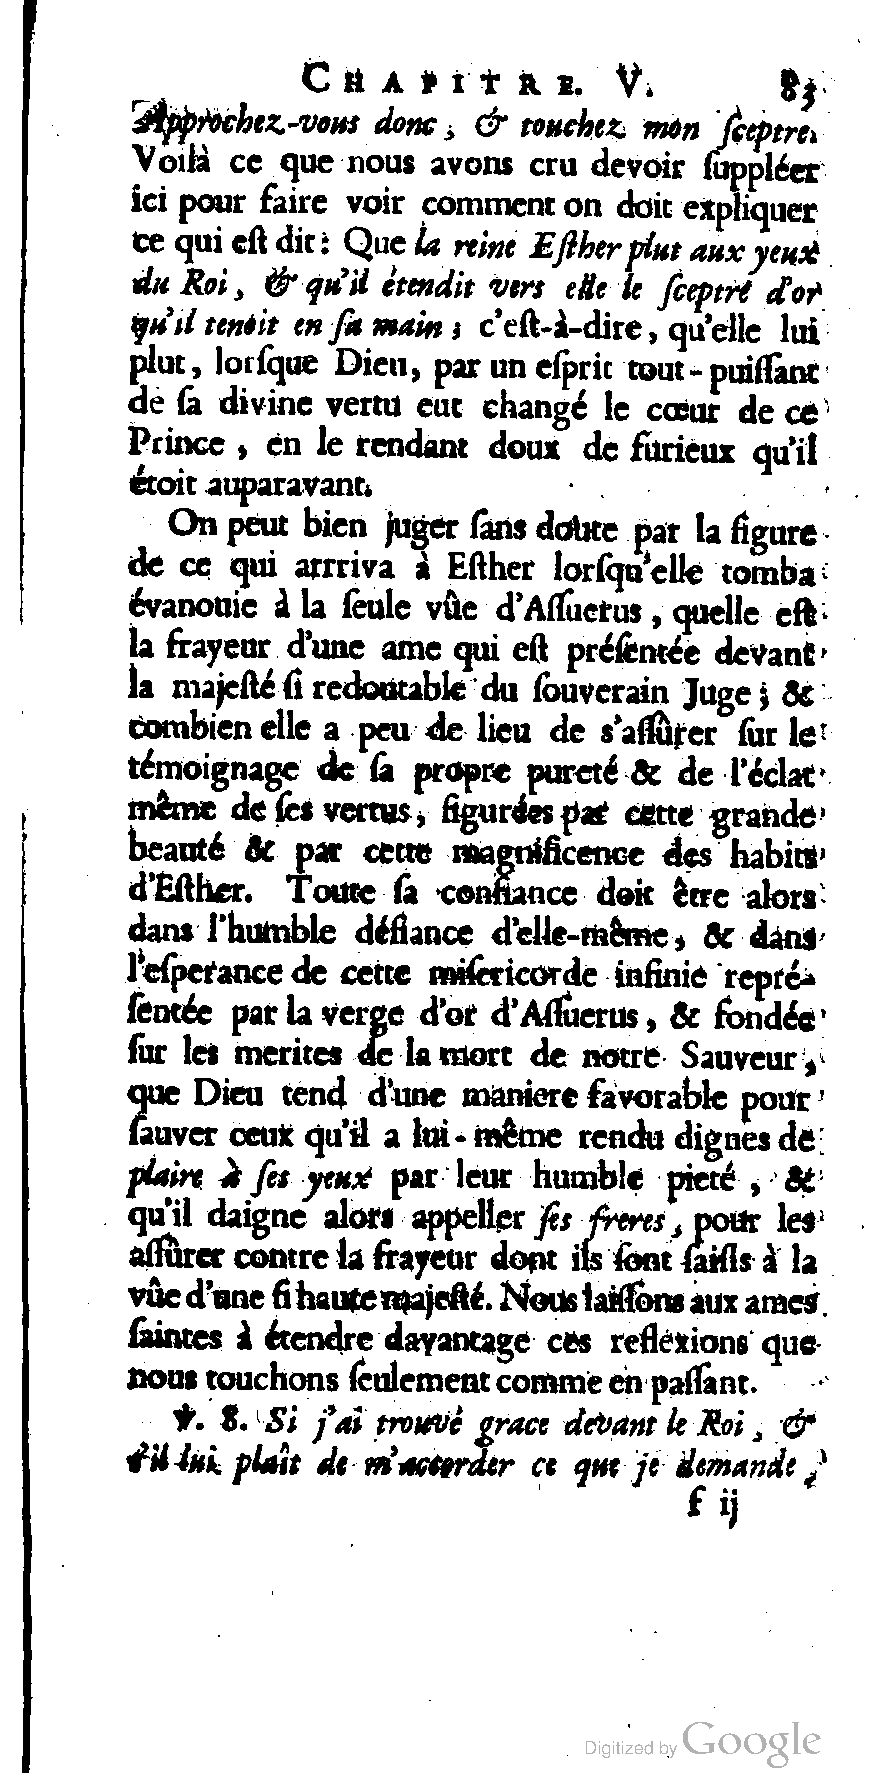 CHAPITRE. V. 83
Approchez-vous donc, & touchez mon ſceptre.
Voilà ce que nous avons cru devoir ſuppléer
ici pour faire voir comment on doit expliquer
ce qui eſt dit: Que la reine Eſther plut aux yeux
du Roi, & qu'il étendit vers elle le ſceptre d'or
qu'il tenoit en ſa main; c'eſt-à-dire, qu'elle lui
plut, lorſque Dieu, par un eſprit tout-puiſſant
de ſa divine vertu eut changé le cœur de ce
Prince, en le rendant doux de furieux qu'il
étoit auparavant.
On peut bien juger ſans doute par la figure
de ce qui arrriva à Eſther lorſqu'elle tomba
évanouie à la ſeule vûe d'Aſſuerus, quelle eſt
la frayeur d'une ame qui eſt préſentée devant
la majeſté ſi redoutable du ſouverain Juge; &
combien elle a peu de lieu de s'aſſûrer ſur le
témoignage de ſa propre pureté & de l'éclat
même de ſes vertus, figurées par cette grande
beauté & par cette magnificence des habits
d'Eſther. Toute ſa confiance doit être alors
dans l'humble défiance d'elle-même, & dans
l'eſperance de cette miſericorde infinie repré-
ſentée par la verge d'or d'Aſſuerus, & fondée
ſur les merites de la mort de notre Sauveur,
que Dieu tend d'une maniere favorable pour
ſauver ceux qu'il a lui-même rendu dignes de
plaire à ſes yeux par leur humble pieté, &
qu'il daigne alors appeller ſes freres, pour les
aſſûrer contre la frayeur dont ils ſont ſaiſis à la
vûe d'une ſi haute majeſté. Nous laiſſons aux ames
ſaintes à étendre davantage ces reflexions que
nous touchons ſeulement comme en paſſant.
℣. 8. Si j'ai trouvé grace devant le Roi, &
s'il lui plaît de m'accorder ce que je demande,
f ij
Digitized by Google